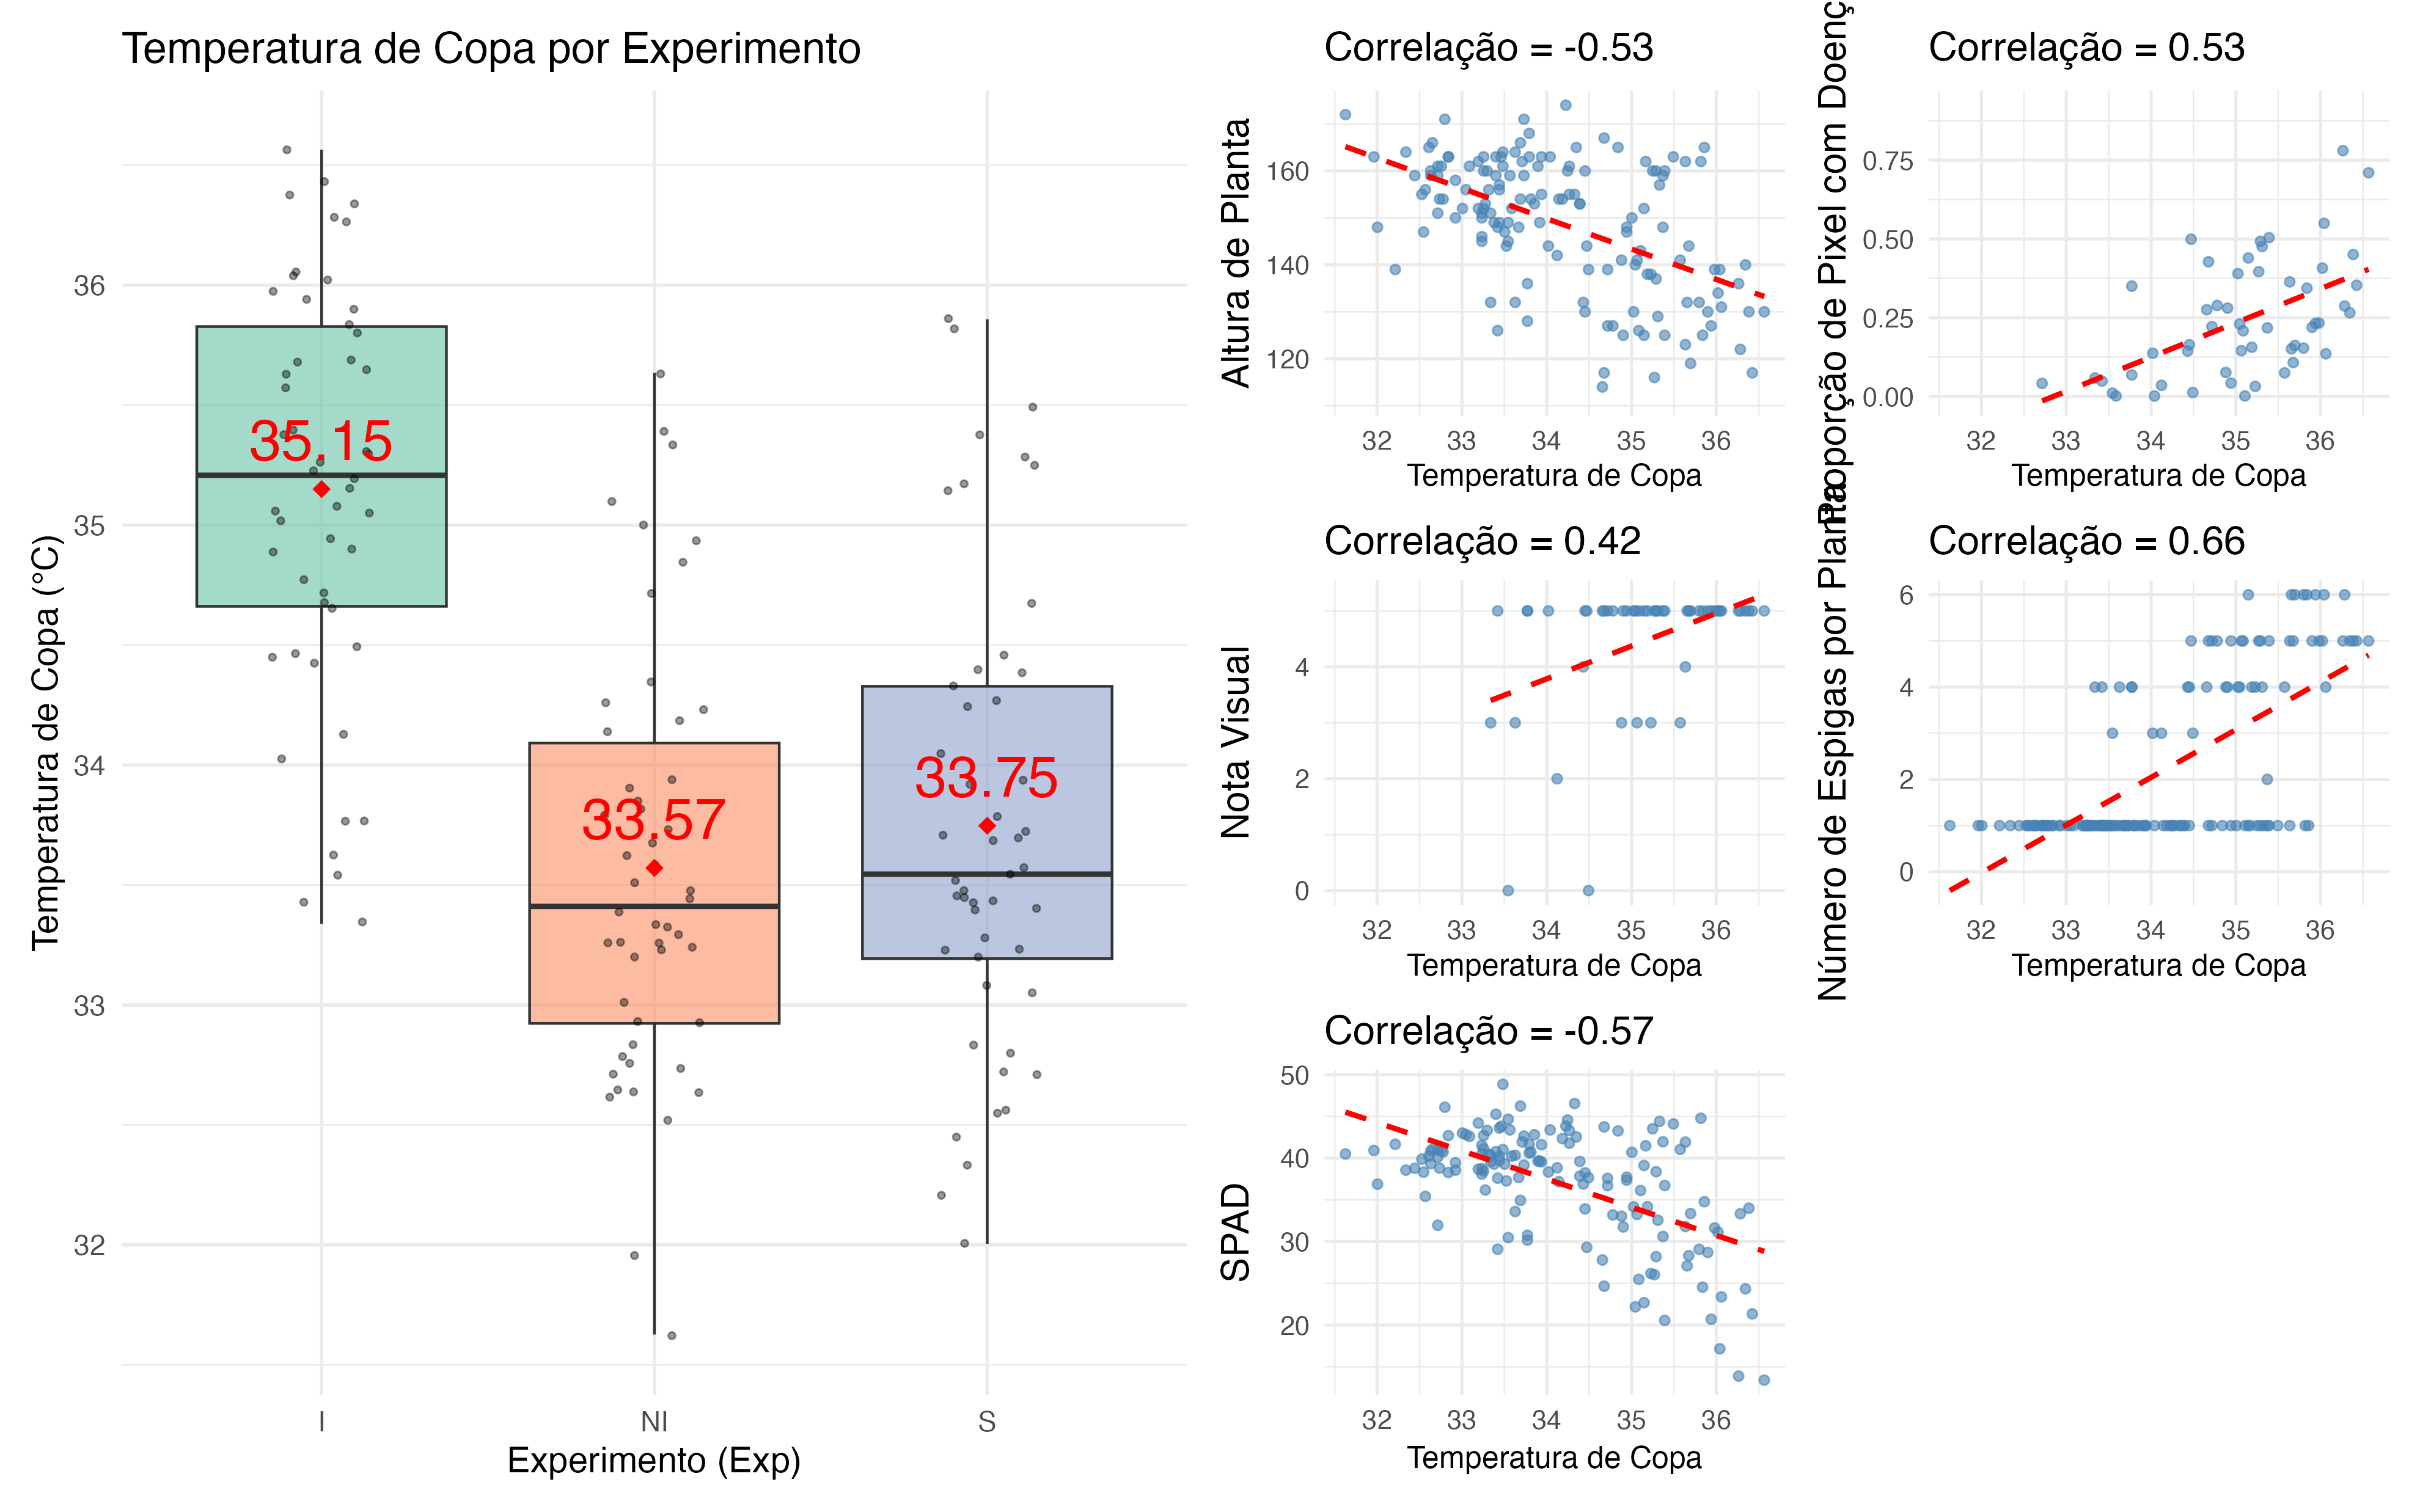 Temperatura de Copa por Experimento
Temperatura de Copa (°C)
36
35
34
33
32
35.15
33.57
33.75
I
NI
S
Experimento (Exp)
Correlação = -0.53
Altura de Planta
160
140
120
32
33
34
35
36
Temperatura de Copa
Correlação = 0.53
Proporção de Pixel com Doenç
0.75
0.50
0.25
0.00
32
33
34
35
36
Temperatura de Copa
Correlação = 0.42
Nota Visual
4
2
0
32
33
34
35
36
Temperatura de Copa
Correlação = 0.66
Número de Espigas por Planta
6
4
2
0
32
33
34
35
36
Temperatura de Copa
Correlação = -0.57
SPAD
50
40
30
20
32
33
34
35
36
Temperatura de Copa